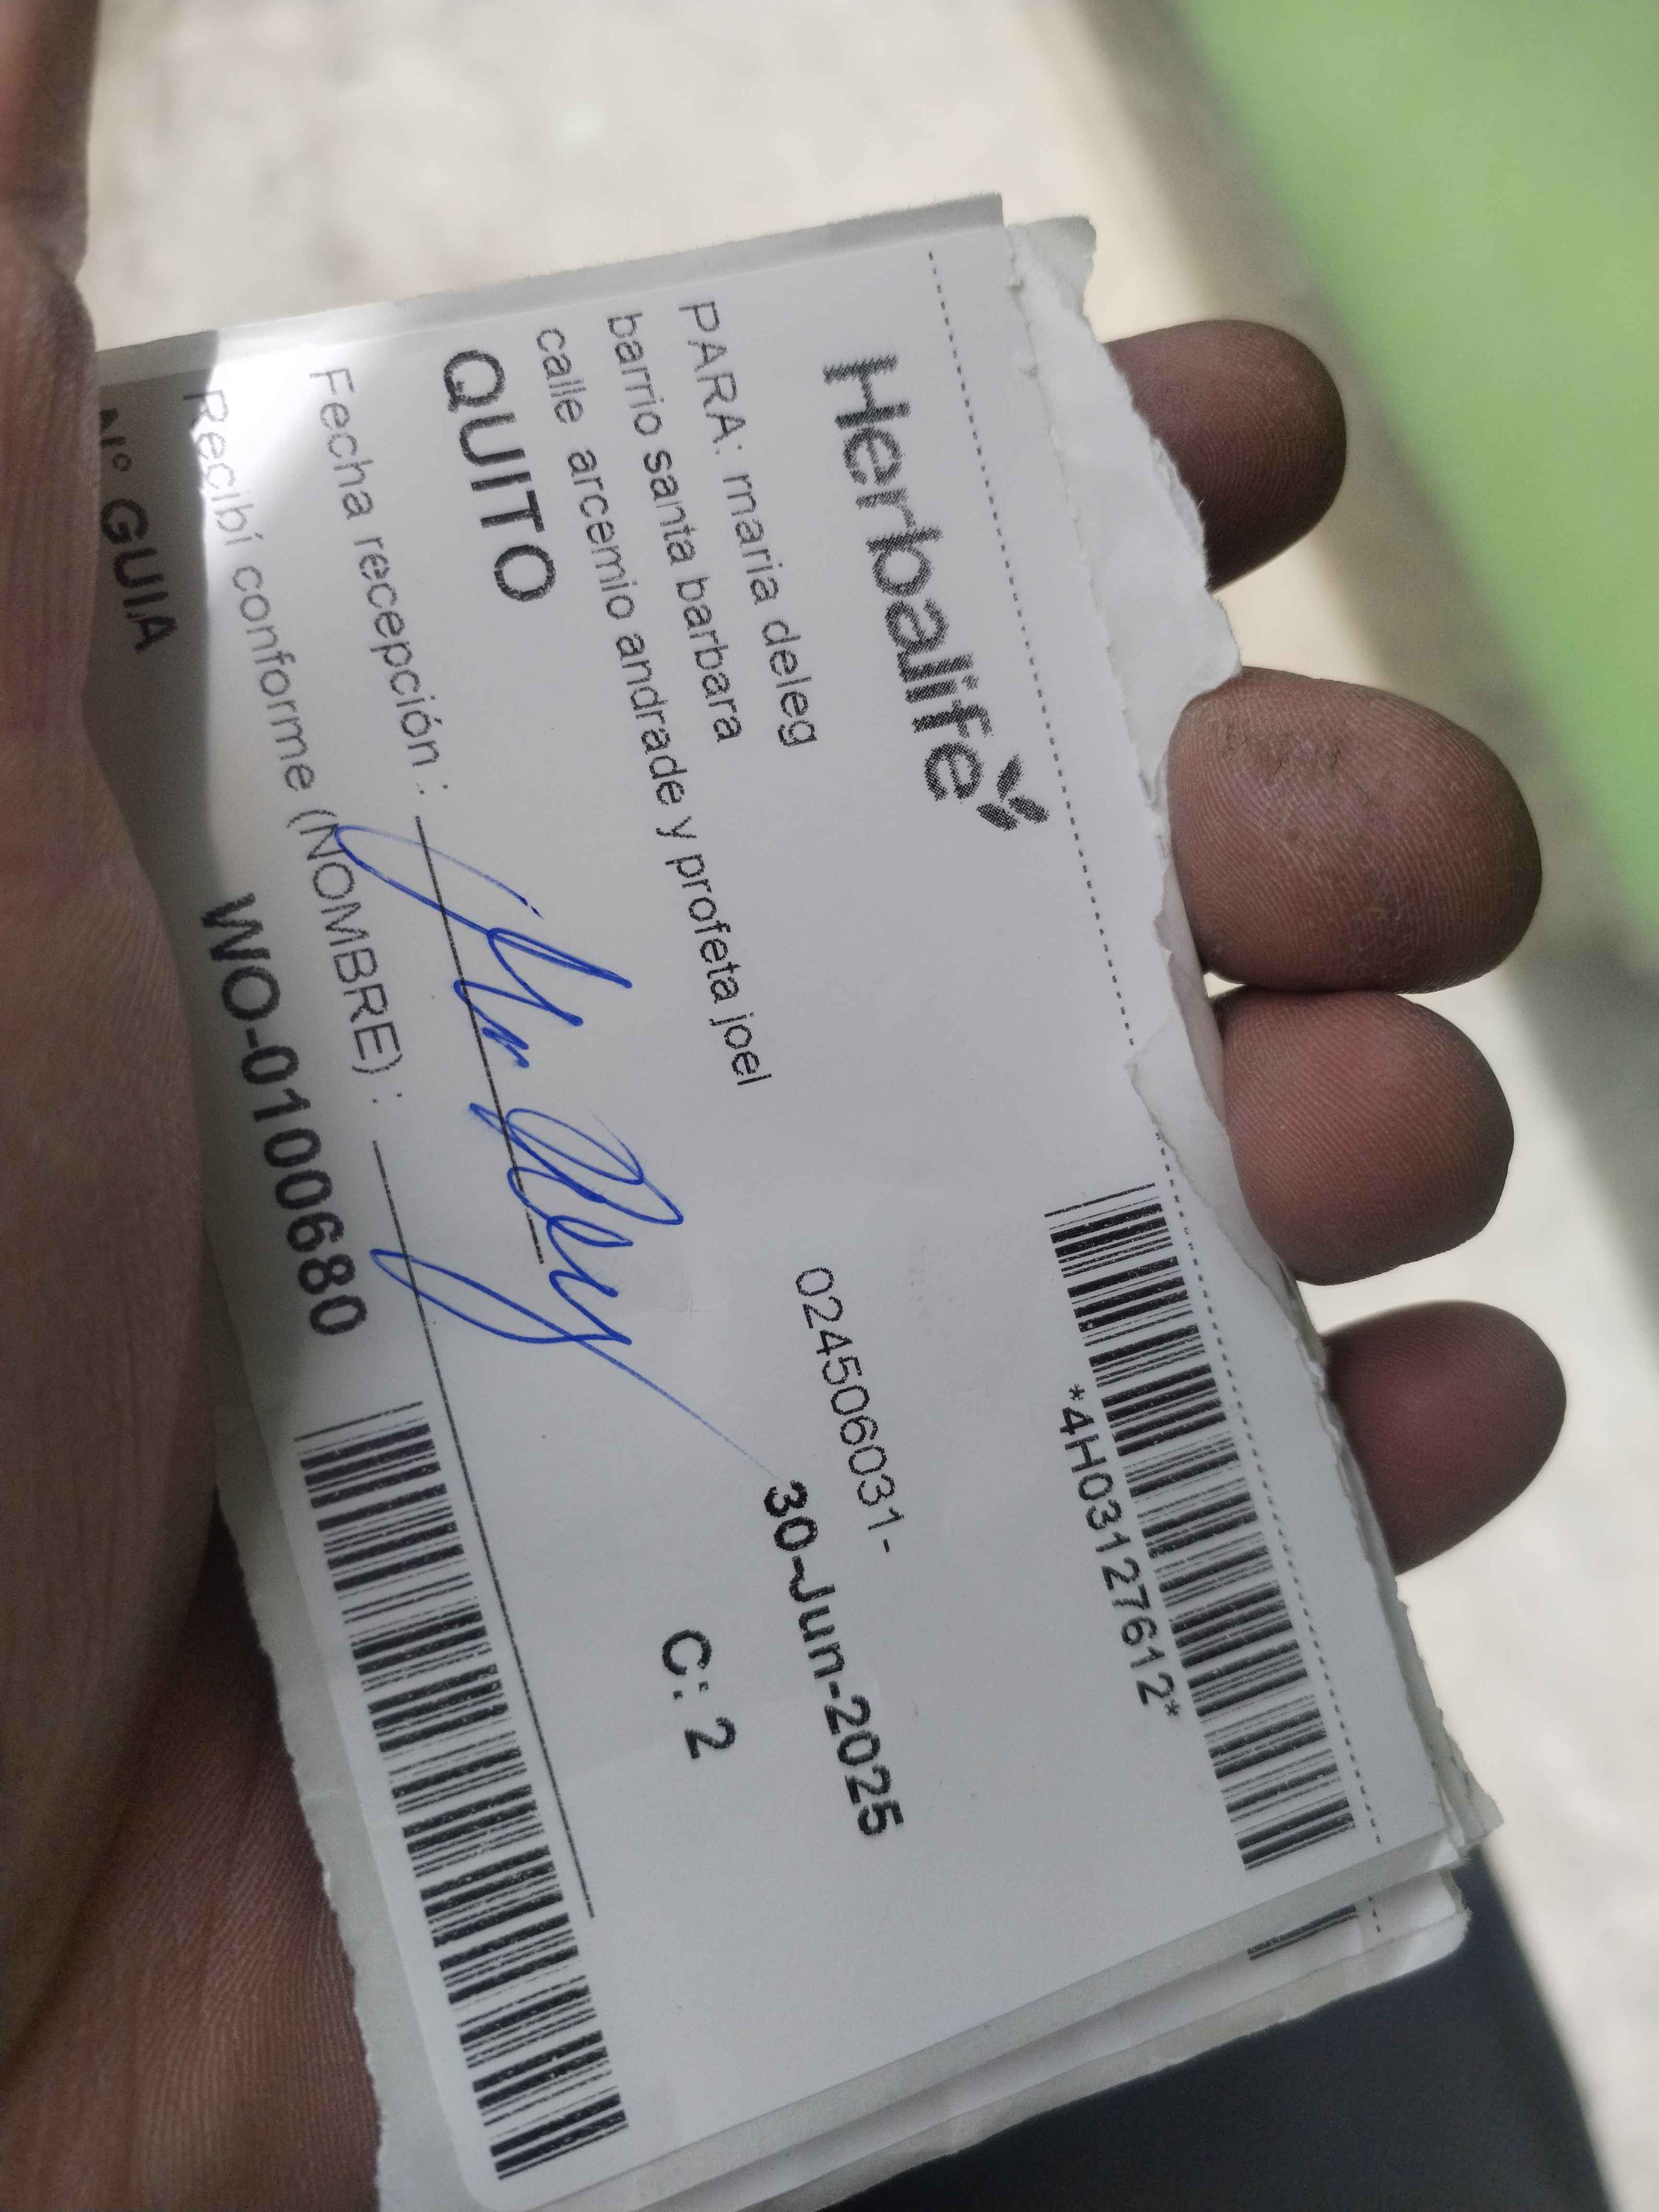 *4H03127612*
Herbalife
PARA: maria deleg
barrio santa barbara
calle arcemio andrade y profeta joel
024506031-
QUITO
30-Jun-2025
C: 2
Fecha recepción :
Recibí conforme (NOMBRE) :
N° GUIA
WO-0100680